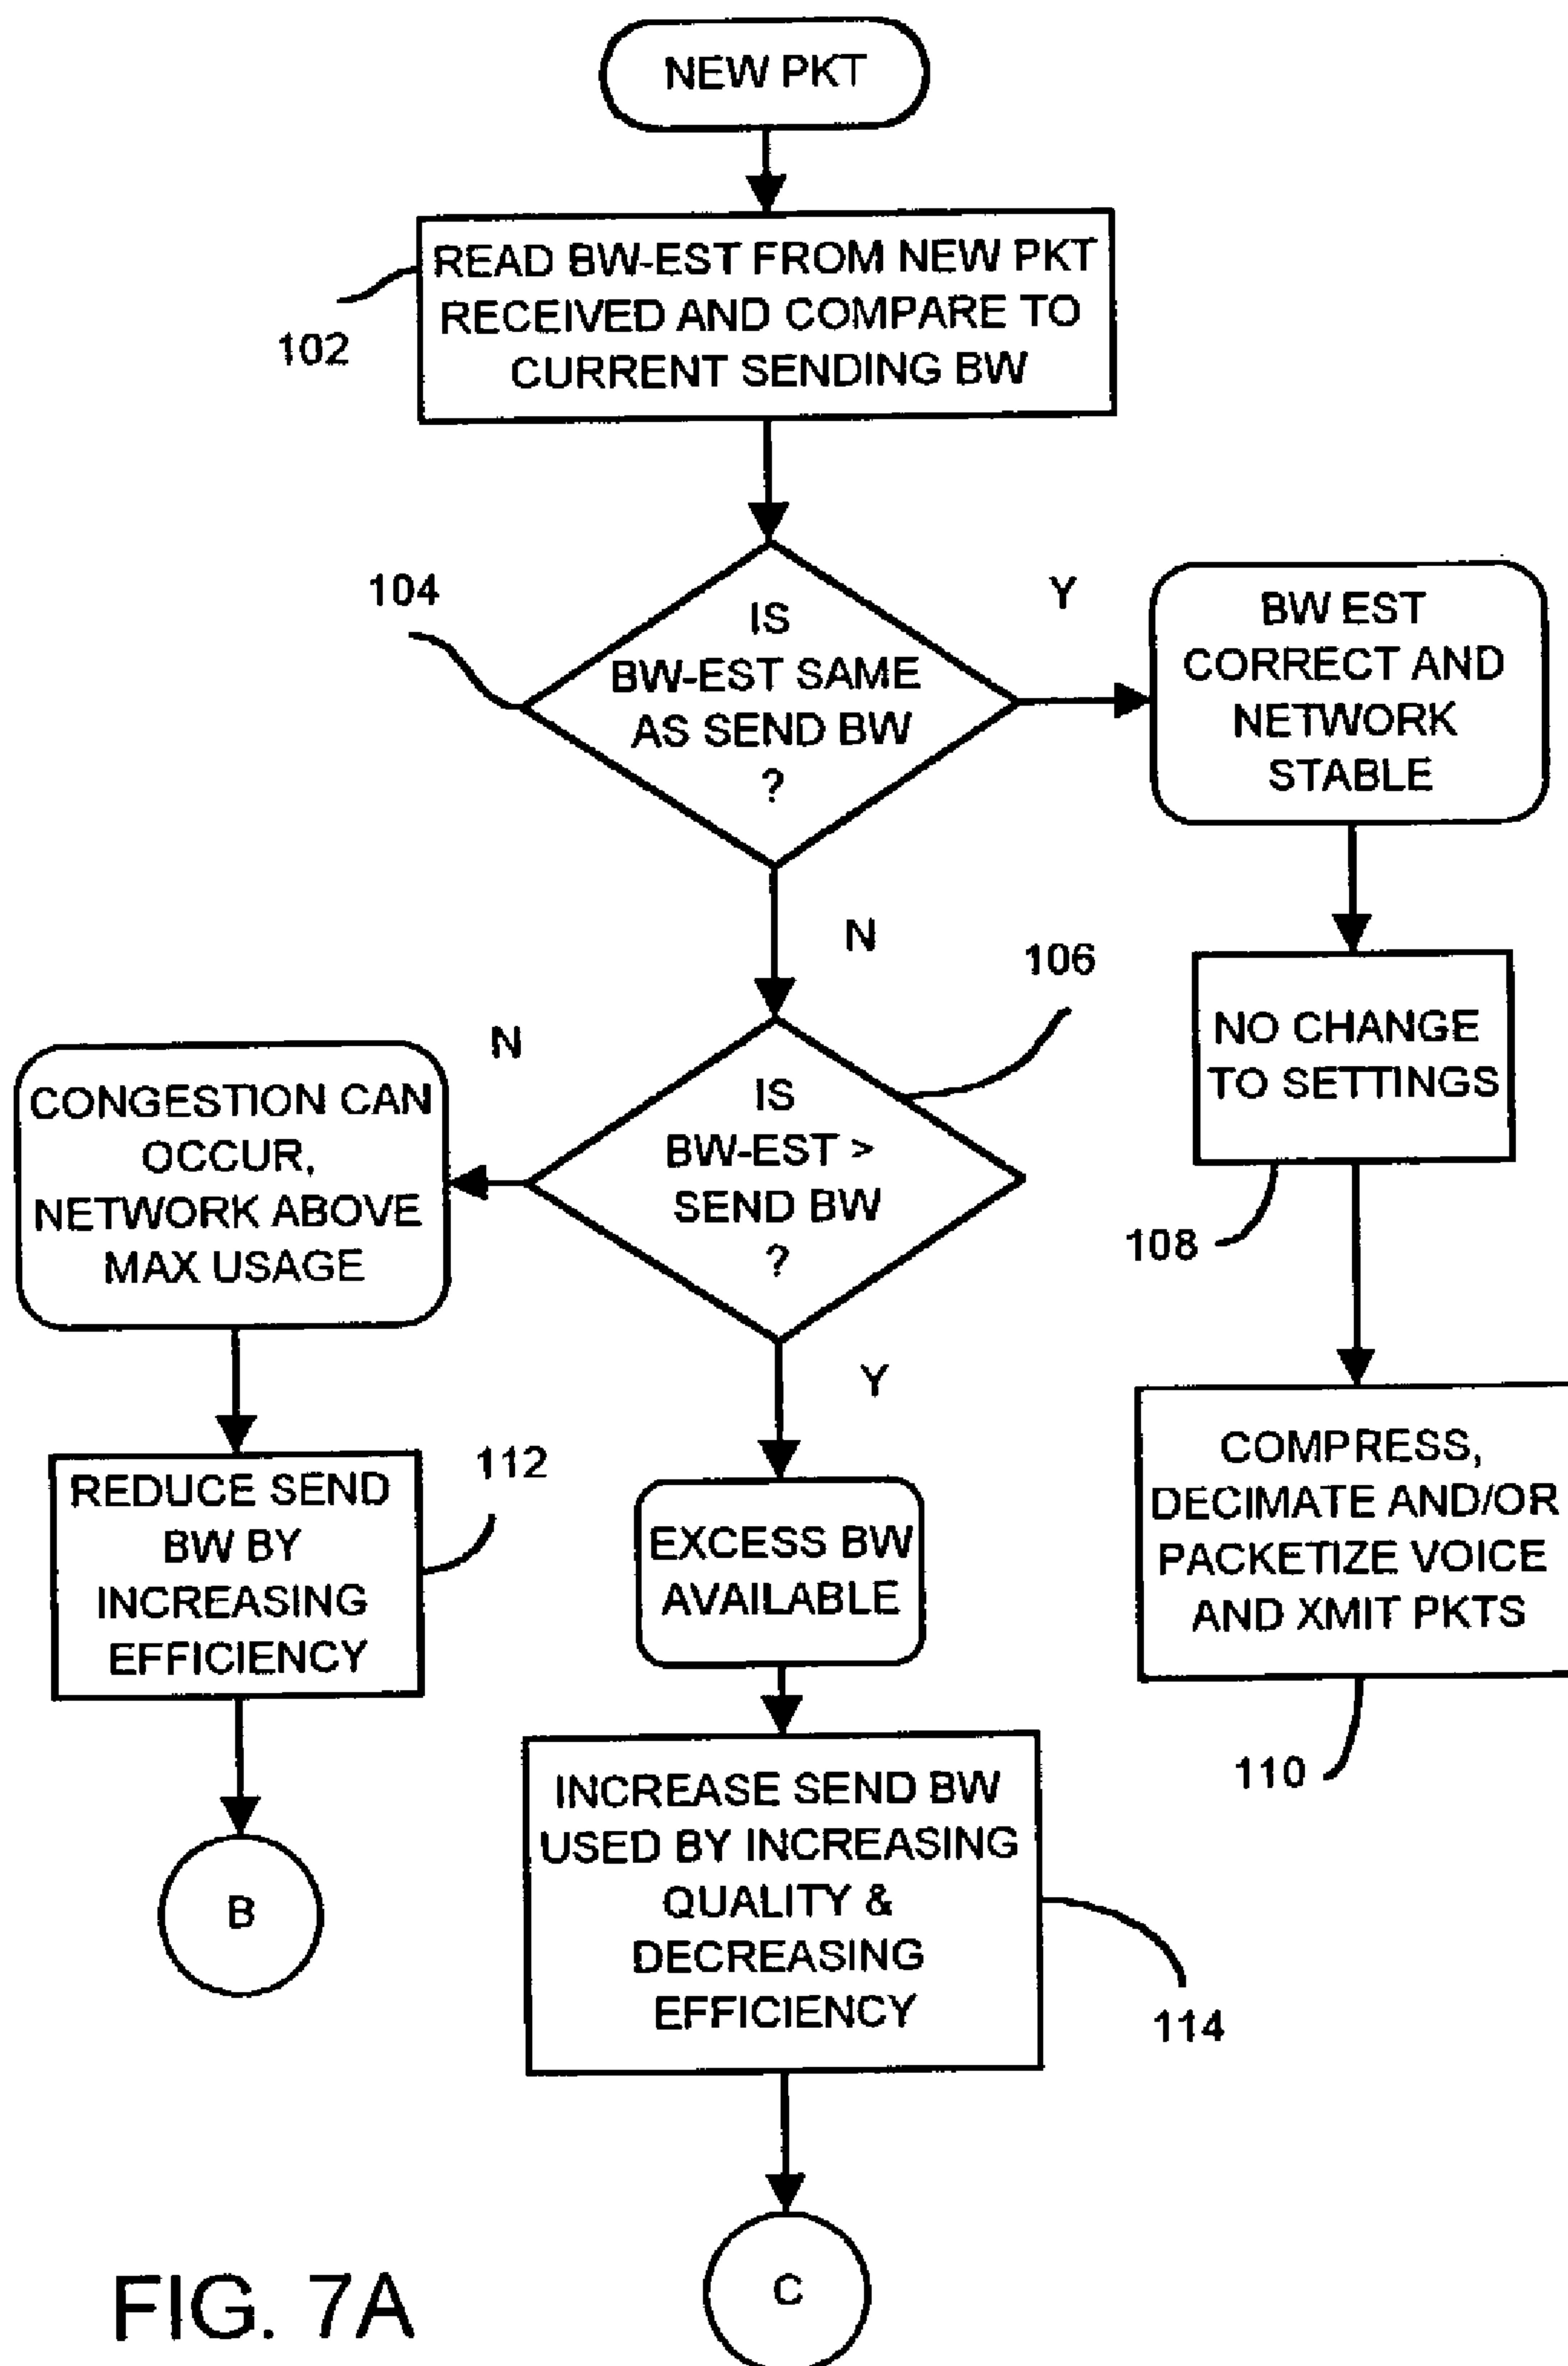 NEW PKT
READ BW-EST FROM NEW PKT
RECEIVED AND COMPARE TO
CURRENT SENDING BW
102
104
IS
BW-EST SAME
AS SEND BW
?
Y
BW EST
CORRECT AND
NETWORK
STABLE
N
106
NO CHANGE
TO SETTINGS
108
N
IS
BW-EST >
SEND BW
?
CONGESTION CAN
OCCUR,
NETWORK ABOVE
MAX USAGE
Y
COMPRESS,
DECIMATE AND/OR
PACKETIZE VOICE
AND XMIT PKTS
110
REDUCE SEND
BW BY
INCREASING
EFFICIENCY
112
EXCESS BW
AVAILABLE
INCREASE SEND BW
USED BY INCREASING
QUALITY &
DECREASING
EFFICIENCY
114
B
C
FIG. 7A